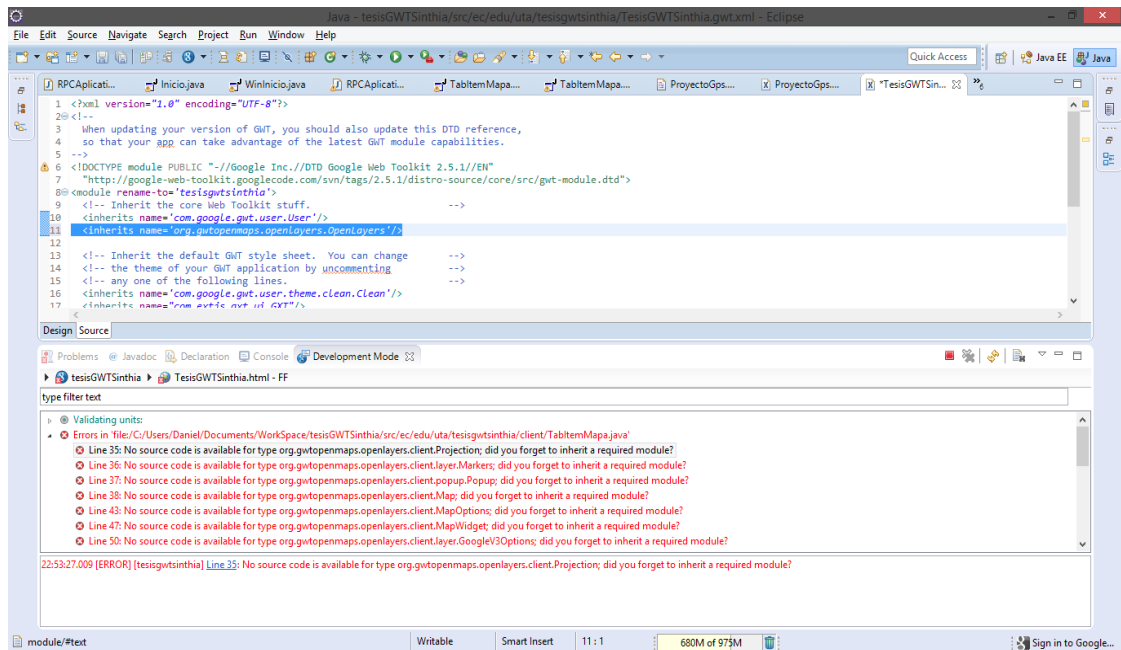 Java - tesisGWTSinthia/src/ec/edu/uta/tesisgwtsinthia/TesisGWTSinthia.gwt.xml - Eclipse
File Edit Source Navigate Search Project Run Window Help
Quick Access Java EE Java
RPCAplicati... Inicio.java WinInicio.java RPCAplicati... TabItemMapa.... TabItemMapa.... ProyectoGps.... ProyectoGps.... *TesisGWTSin... »6
1 <?xml version="1.0" encoding="UTF-8"?>
2 <!--
3 When updating your version of GWT, you should also update this DTD reference,
4 so that your app can take advantage of the latest GWT module capabilities.
5 -->
6 <!DOCTYPE module PUBLIC "-//Google Inc.//DTD Google Web Toolkit 2.5.1//EN"
7 "http://google-web-toolkit.googlecode.com/svn/tags/2.5.1/distro-source/core/src/gwt-module.dtd">
8 <module rename-to='tesisgwtsinthia'>
9 <!-- Inherit the core Web Toolkit stuff. -->
10 <inherits name='com.google.gwt.user.User'/>
11 <inherits name='org.gwtopenmaps.openlayers.OpenLayers'/>
12
13 <!-- Inherit the default GWT style sheet. You can change -->
14 <!-- the theme of your GWT application by uncommenting -->
15 <!-- any one of the following lines. -->
16 <inherits name='com.google.gwt.user.theme.clean.Clean'/>
17 <inherits name="com.extjs.gxt.ui.GXT"/>
Design Source
Problems @ Javadoc Declaration Console Development Mode
tesisGWTSinthia TesisGWTSinthia.html - FF
type filter text
Validating units:
Errors in 'file:/C:/Users/Daniel/Documents/WorkSpace/tesisGWTSinthia/src/ec/edu/uta/tesisgwtsinthia/client/TabItemMapa.java'
Line 35: No source code is available for type org.gwtopenmaps.openlayers.client.Projection; did you forget to inherit a required module?
Line 36: No source code is available for type org.gwtopenmaps.openlayers.client.layer.Markers; did you forget to inherit a required module?
Line 37: No source code is available for type org.gwtopenmaps.openlayers.client.popup.Popup; did you forget to inherit a required module?
Line 38: No source code is available for type org.gwtopenmaps.openlayers.client.Map; did you forget to inherit a required module?
Line 43: No source code is available for type org.gwtopenmaps.openlayers.client.MapOptions; did you forget to inherit a required module?
Line 47: No source code is available for type org.gwtopenmaps.openlayers.client.MapWidget; did you forget to inherit a required module?
Line 50: No source code is available for type org.gwtopenmaps.openlayers.client.layer.GoogleV3Options; did you forget to inherit a required module?
22:53:27.009 [ERROR] [tesisgwtsinthia] Line 35: No source code is available for type org.gwtopenmaps.openlayers.client.Projection; did you forget to inherit a required module?
module/#text Writable Smart Insert 11 : 1 680M of 975M Sign in to Google...